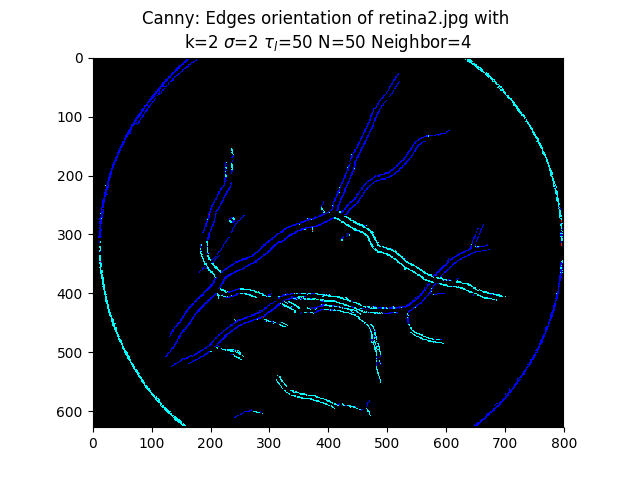 Canny: Edges orientation of retina2.jpg with
k=2 σ=2 τ_l=50 N=50 Neighbor=4
0
100
200
300
400
500
600
0 100 200 300 400 500 600 700 800